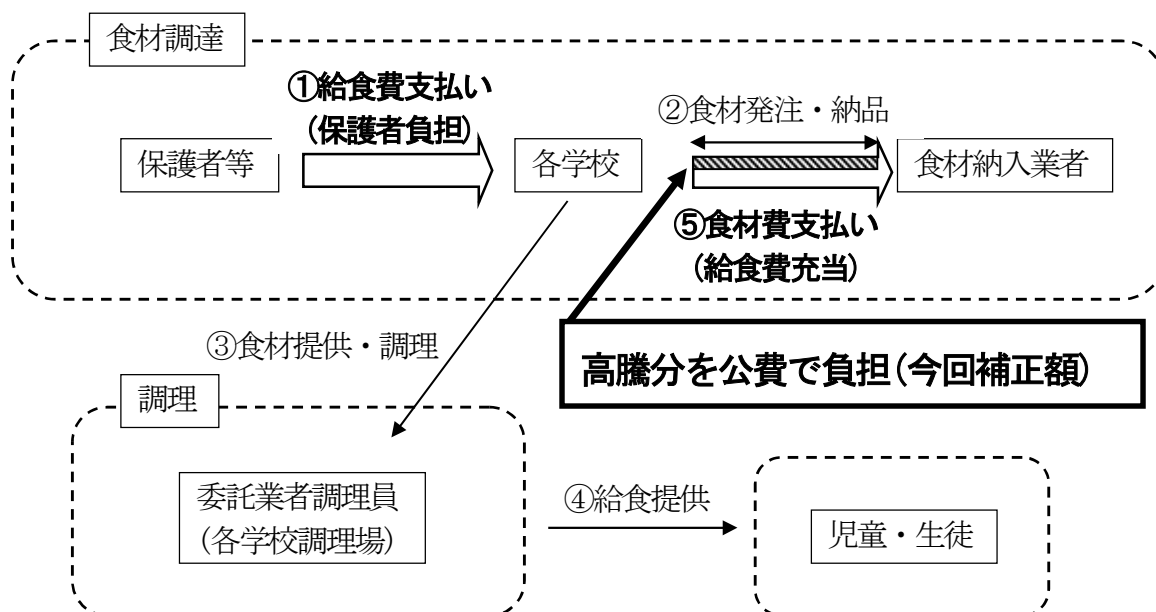 食材調達
①給食費支払い
(保護者負担)
②食材発注・納品
保護者等
各学校
食材納入業者
⑤食材費支払い
(給食費充当)
③食材提供・調理
高騰分を公費で負担(今回補正額)
調理
委託業者調理員
(各学校調理場)
④給食提供
児童・生徒